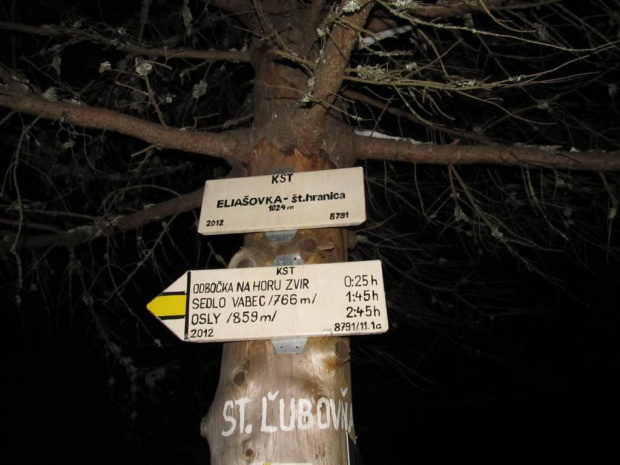 KST
ELIAŠOVKA - št.hranica
1024 m
2012 8791
KST
ODBOČKA NA HORU ZVIR 0:25 h
SEDLO VABEC /766 m/ 1:45 h
OSLY /859 m/ 2:45 h
2012 8791/11.1a
ST. ĽUBOVŇA